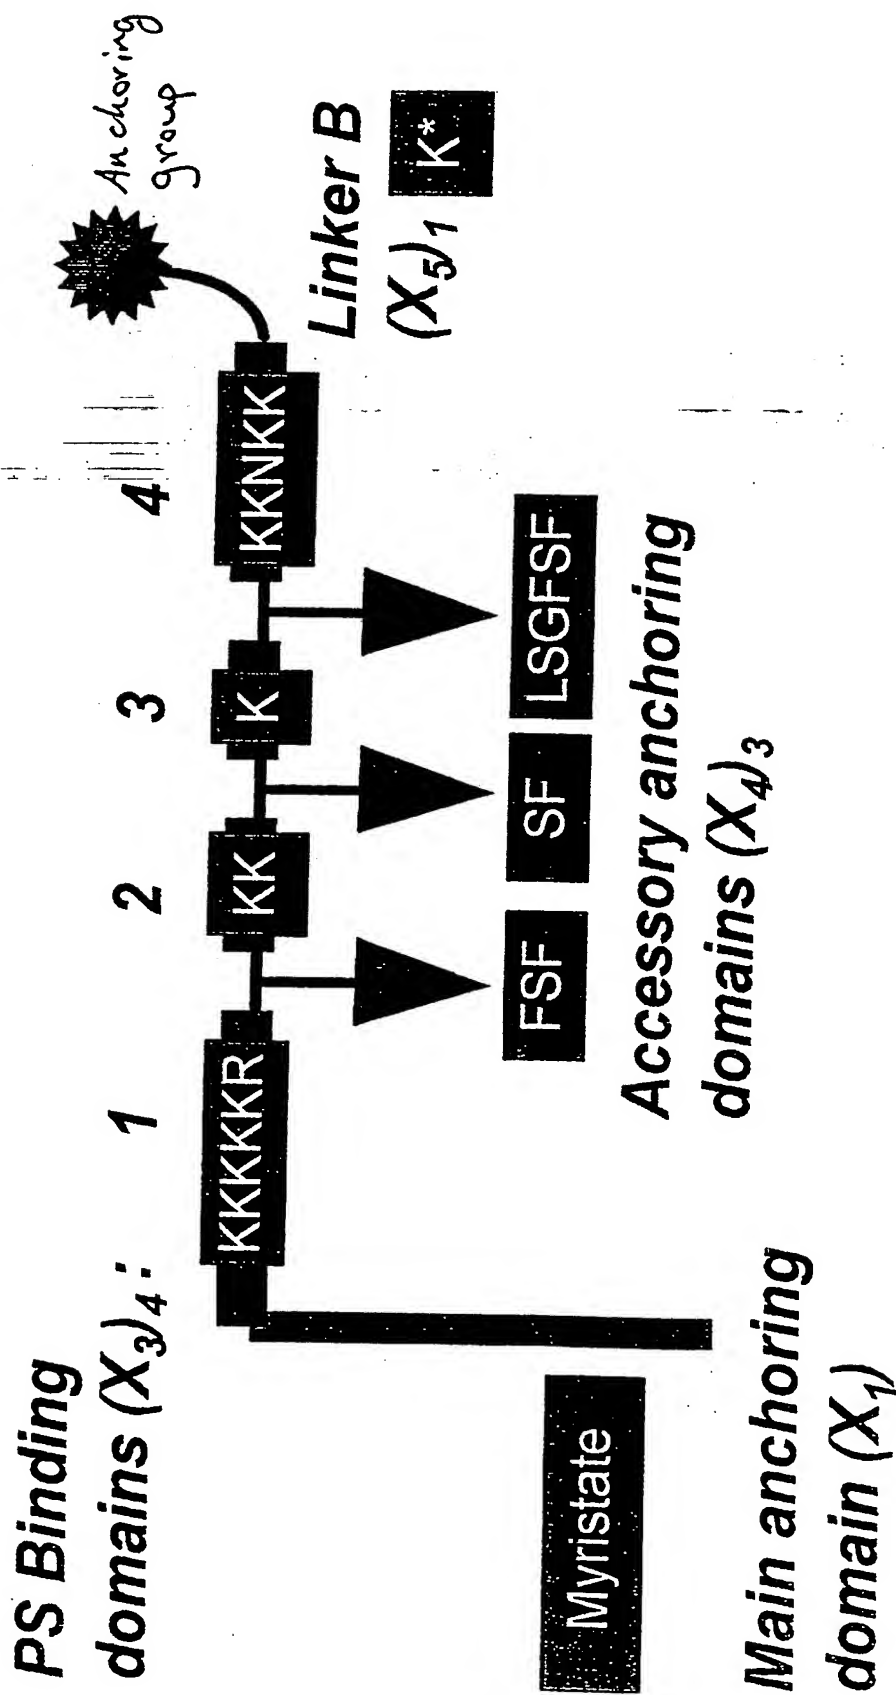 PS Binding
domains (X₃)₄:
1 2 3 4
KKKKKR KK K KKNKK
Anchoring
group
Linker B
(X₅)₁ K*
Myristate
FSF SF LSGFSF
Main anchoring
domain (X₁)
Accessory anchoring
domains (X₄)₃